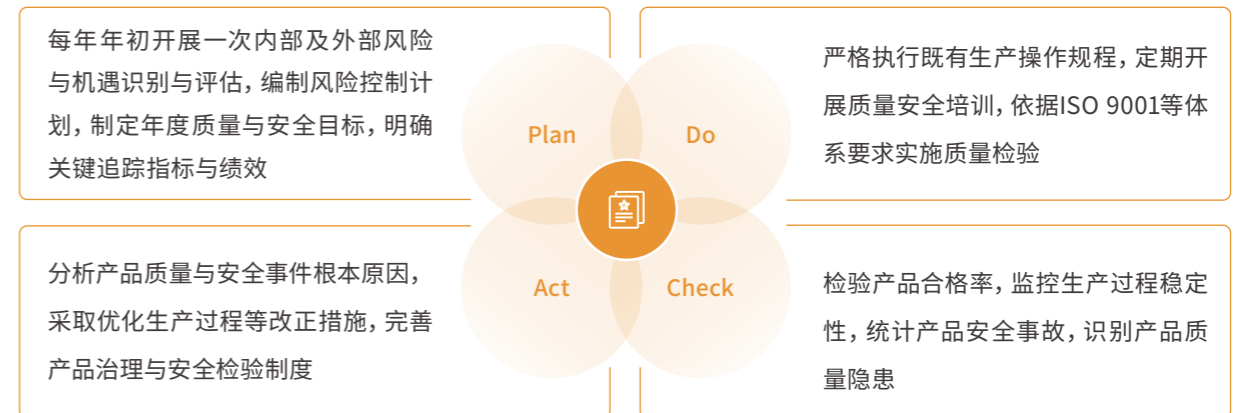 每年年初开展一次内部及外部风险
与机遇识别与评估，编制风险控制计
划，制定年度质量与安全目标，明确
关键追踪指标与绩效
Plan
Do
严格执行既有生产操作规程，定期开
展质量安全培训，依据ISO 9001等体
系要求实施质量检验
分析产品质量与安全事件根本原因，
采取优化生产过程等改正措施，完善
产品治理与安全检验制度
Act
Check
检验产品合格率，监控生产过程稳定
性，统计产品安全事故，识别产品质
量隐患